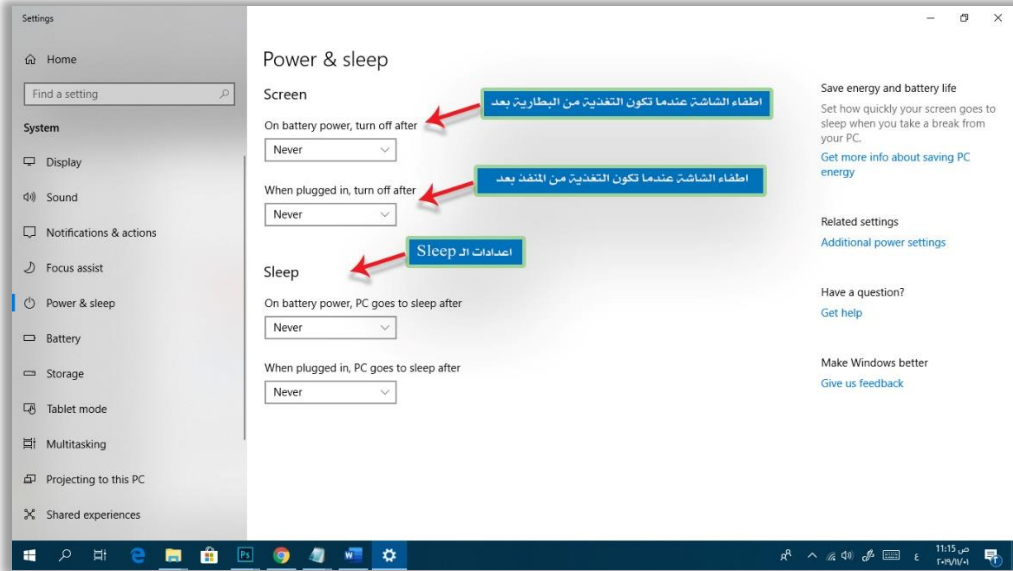 Settings
Home
Find a setting
System
Display
Sound
Notifications & actions
Focus assist
Power & sleep
Battery
Storage
Tablet mode
Multitasking
Projecting to this PC
Shared experiences
Power & sleep
Screen
اطفاء الشاشة عندما تكون التغذية من البطارية بعد
On battery power, turn off after
Never
اطفاء الشاشة عندما تكون التغذية من المنفذ بعد
When plugged in, turn off after
Never
اعدادات الـ Sleep
Sleep
On battery power, PC goes to sleep after
Never
When plugged in, PC goes to sleep after
Never
Save energy and battery life
Set how quickly your screen goes to
sleep when you take a break from
your PC.
Get more info about saving PC
energy
Related settings
Additional power settings
Have a question?
Get help
Make Windows better
Give us feedback
Ps
ع
11:15 ص
٢٠١٩/١١/٠١